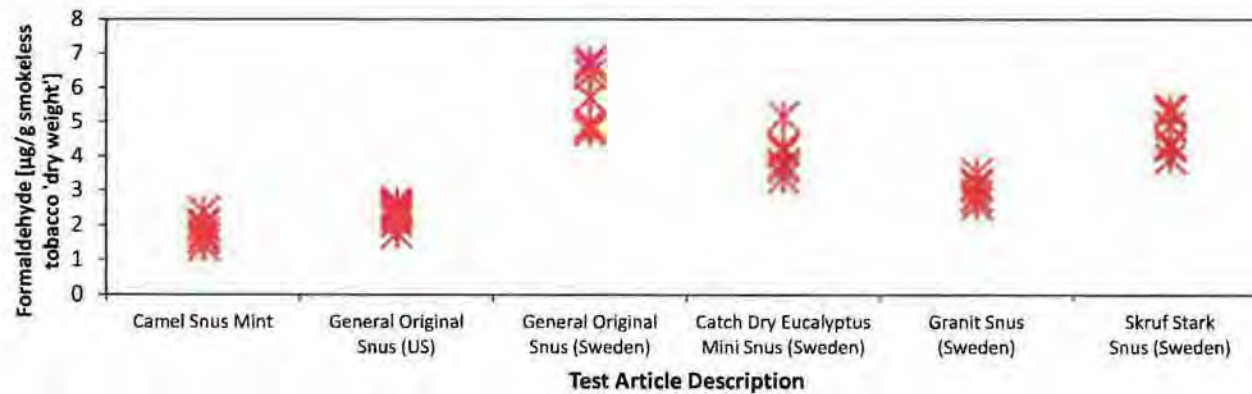 Formaldehyde [µg/g smokeless
tobacco 'dry weight']
8
7
6
5
4
3
2
1
0
Camel Snus Mint
General Original
Snus (US)
General Original
Snus (Sweden)
Catch Dry Eucalyptus
Mini Snus (Sweden)
Granit Snus
(Sweden)
Skruf Stark
Snus (Sweden)
Test Article Description